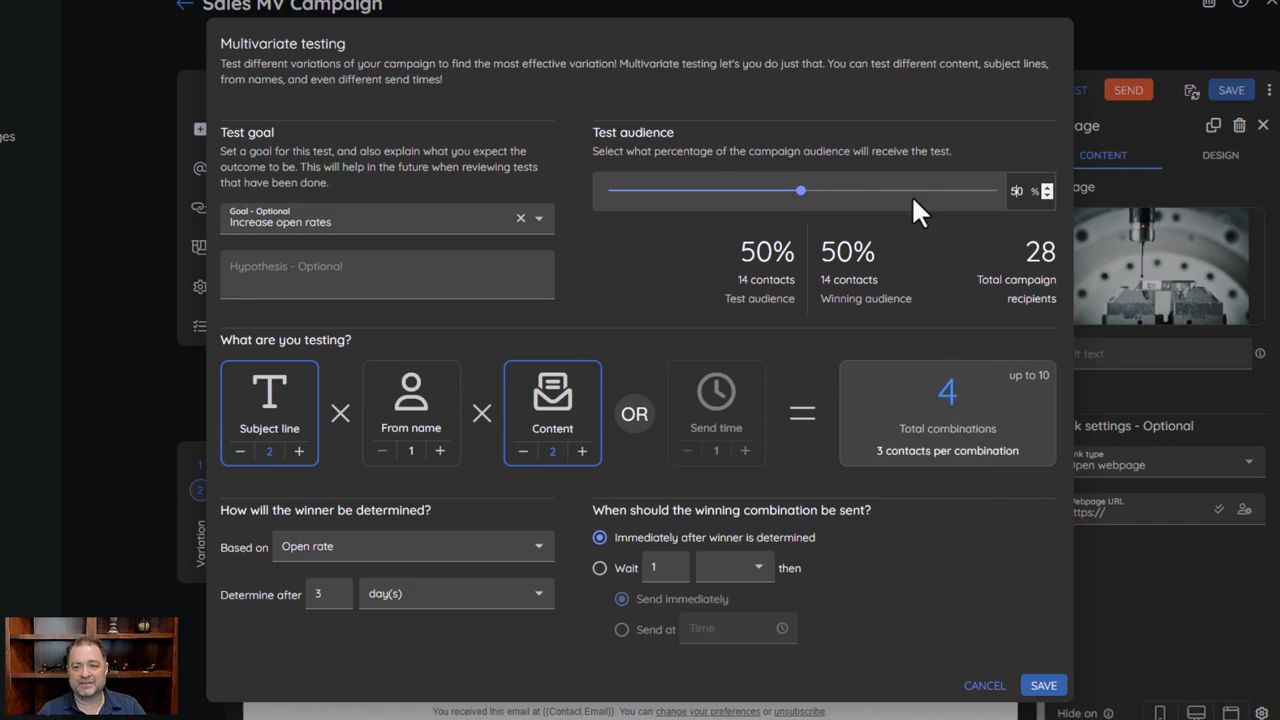 Sales MV Campaign
Multivariate testing
Test different variations of your campaign to find the most effective variation! Multivariate testing let's you do just that. You can test different content, subject lines,
from names, and even different send times!
Test goal
Set a goal for this test, and also explain what you expect the
outcome to be. This will help in the future when reviewing tests
that have been done.
Goal - Optional
Increase open rates
Hypothesis - Optional
Test audience
Select what percentage of the campaign audience will receive the test.
50 %
50%
14 contacts
Test audience
50%
14 contacts
Winning audience
28
Total campaign
recipients
What are you testing?
Subject line
2
From name
1
Content
2
OR
Send time
1
up to 10
4
Total combinations
3 contacts per combination
How will the winner be determined?
Based on
Open rate
Determine after
3
day(s)
When should the winning combination be sent?
Immediately after winner is determined
Wait
1
then
Send immediately
Send at
Time
CANCEL
SAVE
SEND
SAVE
CONTENT
DESIGN
1
2
Variation
Open webpage
https://
You received this email at {{Contact.Email}}. You can change your preferences or unsubscribe.
Hide on